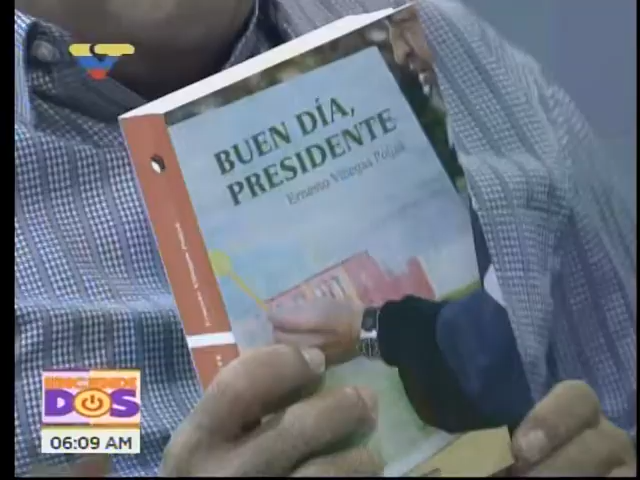 BUEN DÍA,
PRESIDENTE
Ernesto Villegas Poljak
DOS
06:09 AM